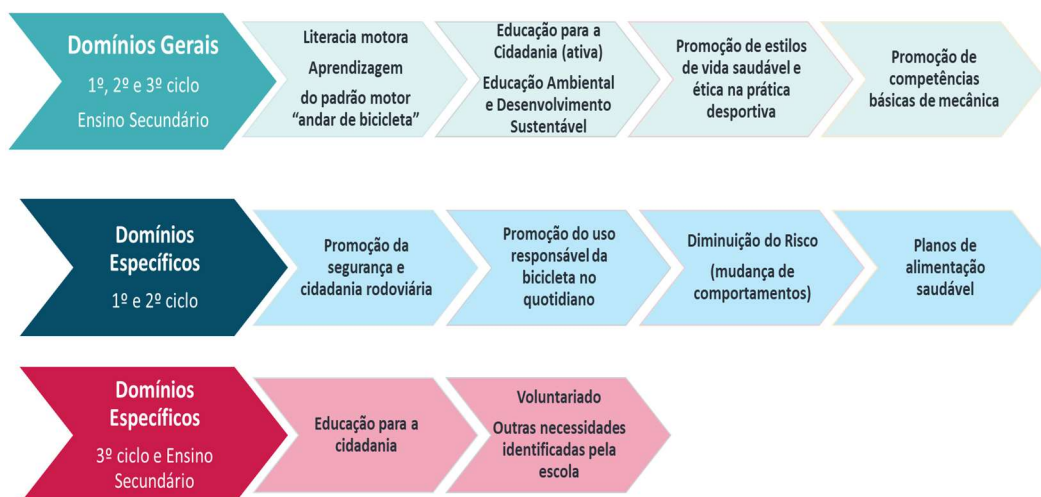 Domínios Gerais
1º, 2º e 3º ciclo
Ensino Secundário
Literacia motora
Aprendizagem
do padrão motor
“andar de bicicleta”
Educação para a
Cidadania (ativa)
Educação Ambiental
e Desenvolvimento
Sustentável
Promoção de estilos
de vida saudável e
ética na prática
desportiva
Promoção de
competências
básicas de mecânica
Domínios
Específicos
1º e 2º ciclo
Promoção da
segurança e
cidadania rodoviária
Promoção do uso
responsável da
bicicleta no
quotidiano
Diminuição do Risco
(mudança de
comportamentos)
Planos de
alimentação
saudável
Domínios
Específicos
3º ciclo e Ensino
Secundário
Educação para a
cidadania
Voluntariado
Outras necessidades
identificadas pela
escola